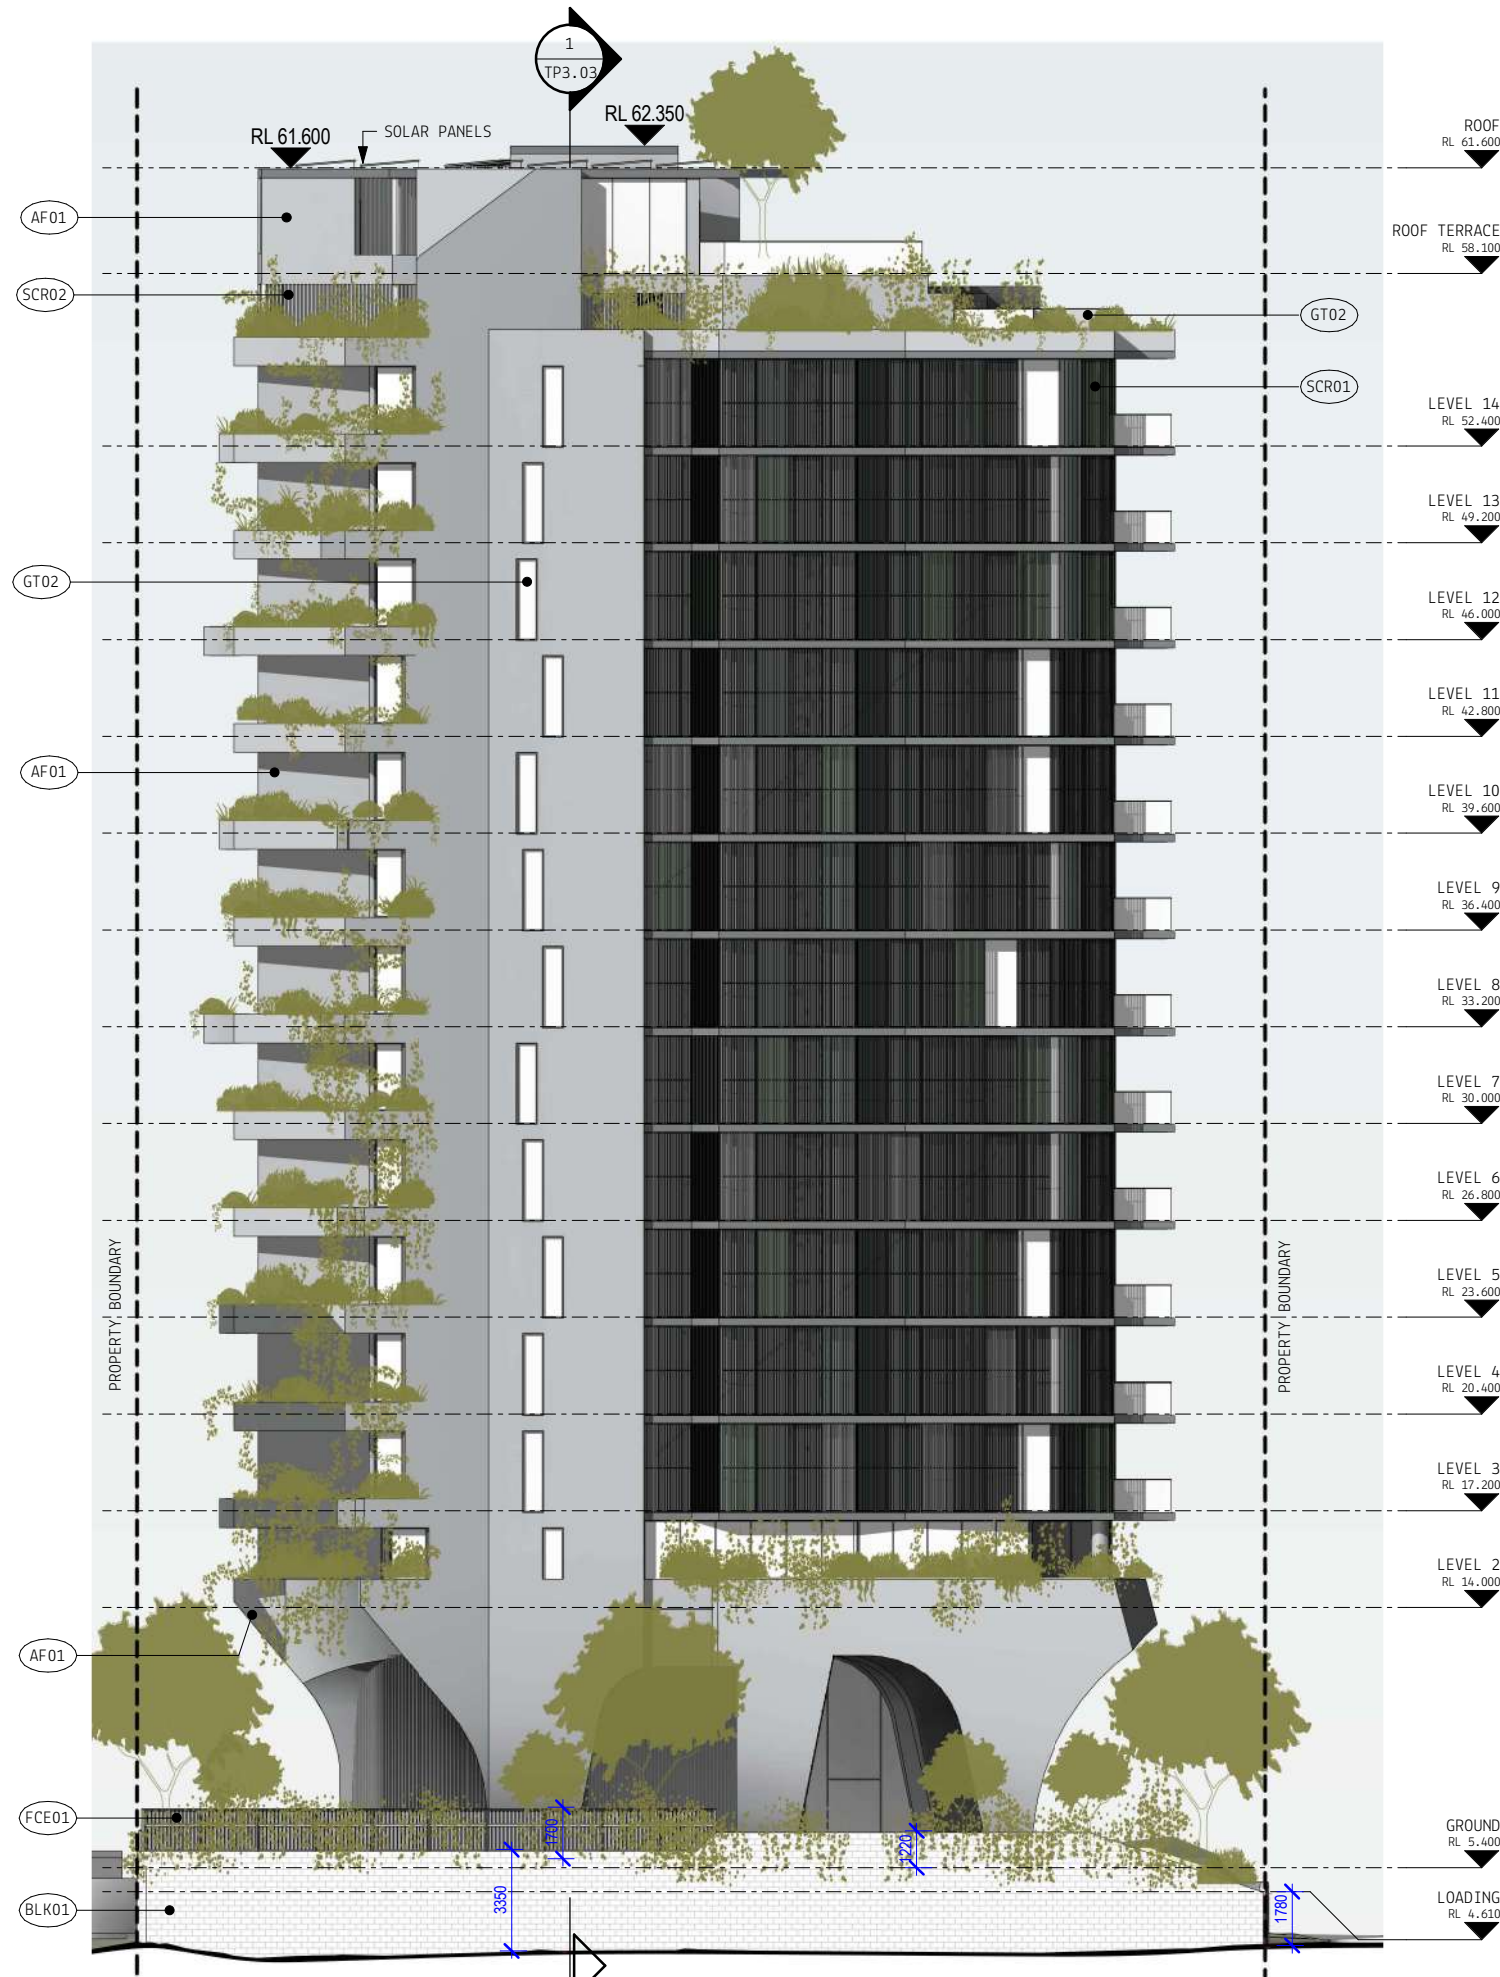 1
TP3.03
RL 61.600
SOLAR PANELS
RL 62.350
ROOF
RL 61.600
AF01
ROOF TERRACE
RL 58.100
SCR02
GT02
SCR01
LEVEL 14
RL 52.400
LEVEL 13
RL 49.200
GT02
LEVEL 12
RL 46.000
LEVEL 11
RL 42.800
AF01
LEVEL 10
RL 39.600
LEVEL 9
RL 36.400
LEVEL 8
RL 33.200
LEVEL 7
RL 30.000
LEVEL 6
RL 26.800
PROPERTY BOUNDARY
PROPERTY BOUNDARY
LEVEL 5
RL 23.600
LEVEL 4
RL 20.400
LEVEL 3
RL 17.200
LEVEL 2
RL 14.000
AF01
FCE01
1700
1220
GROUND
RL 5.400
3350
BLK01
1780
LOADING
RL 4.610